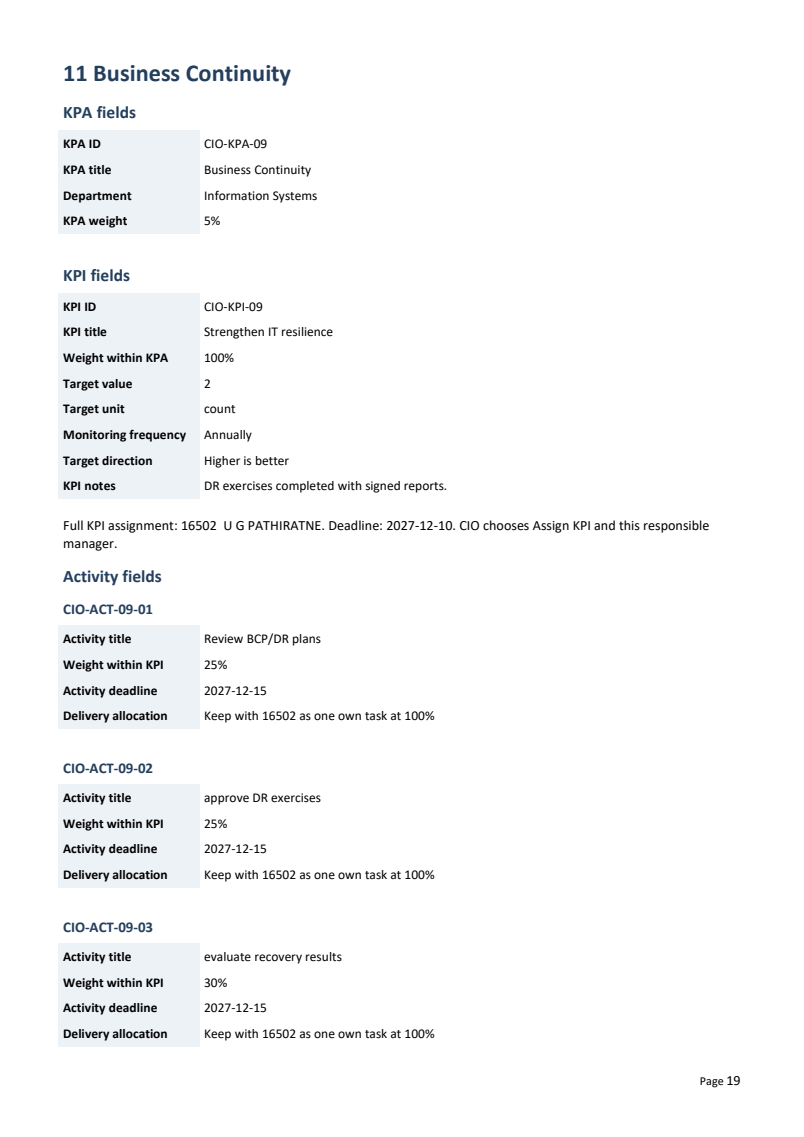 11 Business Continuity
KPA fields
KPA ID CIO-KPA-09
KPA title Business Continuity
Department Information Systems
KPA weight 5%
KPI fields
KPI ID CIO-KPI-09
KPI title Strengthen IT resilience
Weight within KPA 100%
Target value 2
Target unit count
Monitoring frequency Annually
Target direction Higher is better
KPI notes DR exercises completed with signed reports.
Full KPI assignment: 16502  U G PATHIRATNE. Deadline: 2027-12-10. CIO chooses Assign KPI and this responsible
manager.
Activity fields
CIO-ACT-09-01
Activity title Review BCP/DR plans
Weight within KPI 25%
Activity deadline 2027-12-15
Delivery allocation Keep with 16502 as one own task at 100%
CIO-ACT-09-02
Activity title approve DR exercises
Weight within KPI 25%
Activity deadline 2027-12-15
Delivery allocation Keep with 16502 as one own task at 100%
CIO-ACT-09-03
Activity title evaluate recovery results
Weight within KPI 30%
Activity deadline 2027-12-15
Delivery allocation Keep with 16502 as one own task at 100%
Page 19